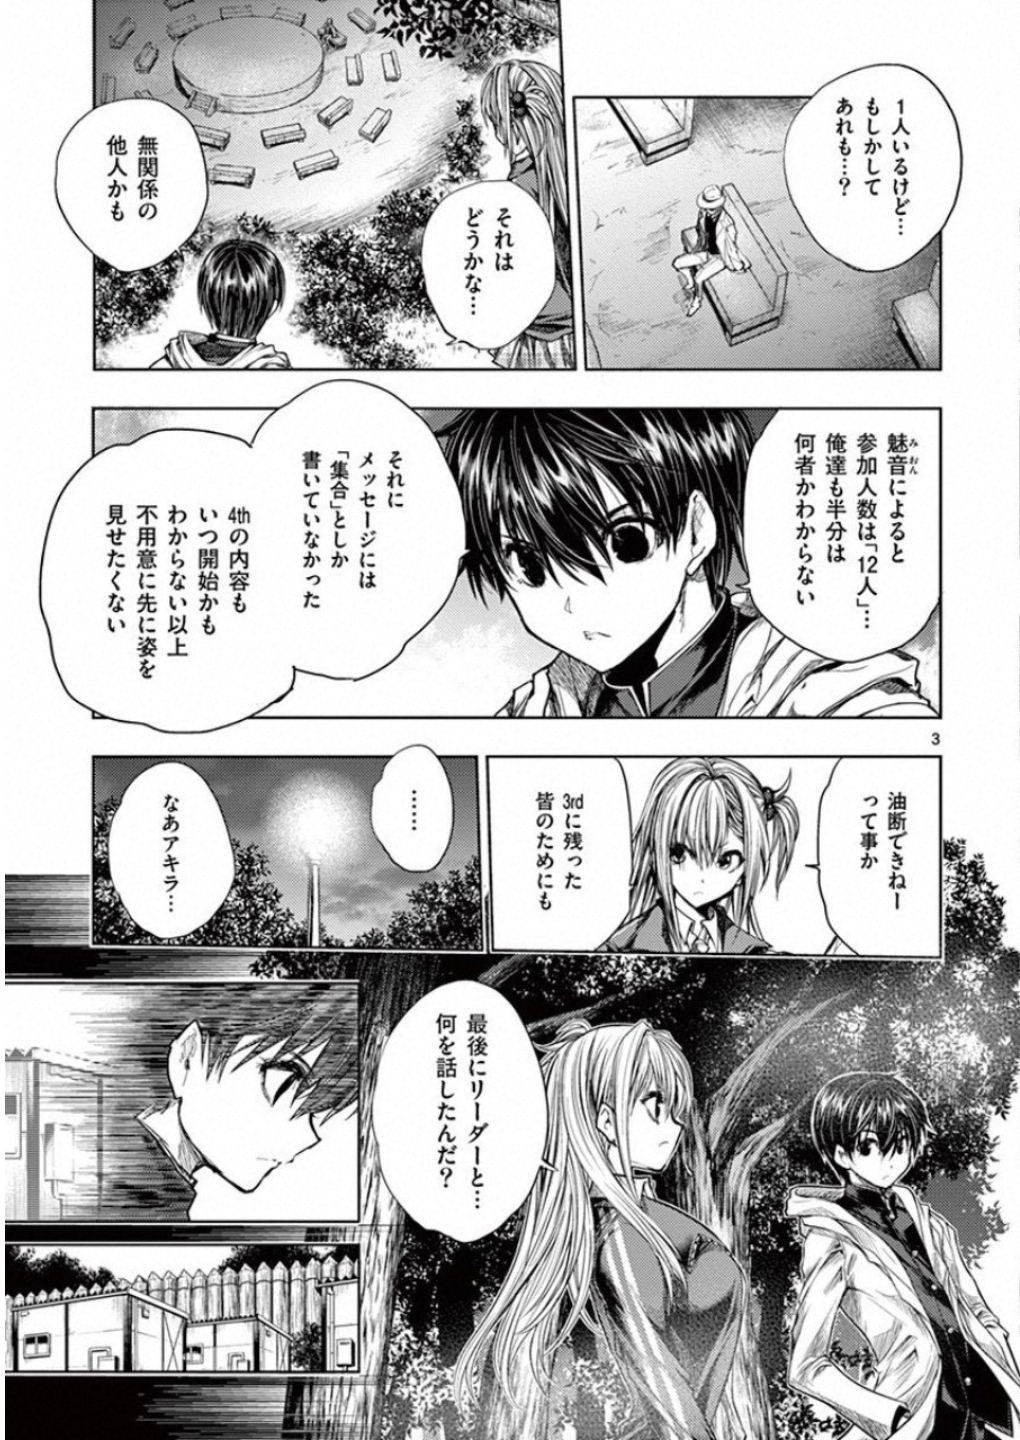 1人いるけど…
もしかして
あれも…?
それは
どうかな…
無関係の
他人かも
魅音によると
みおん
参加人数は「12人」…
俺達も半分は
何者かわからない
それに
メッセージには
「集合」としか
書いていなかった
4thの内容も
いつ開始かも
わからない以上
不用意に先に姿を
見せたくない
3
油断できねー
って事か
3rdに残った
皆のためにも
……
なあアキラ…
最後にリーダーと…
何を話したんだ?